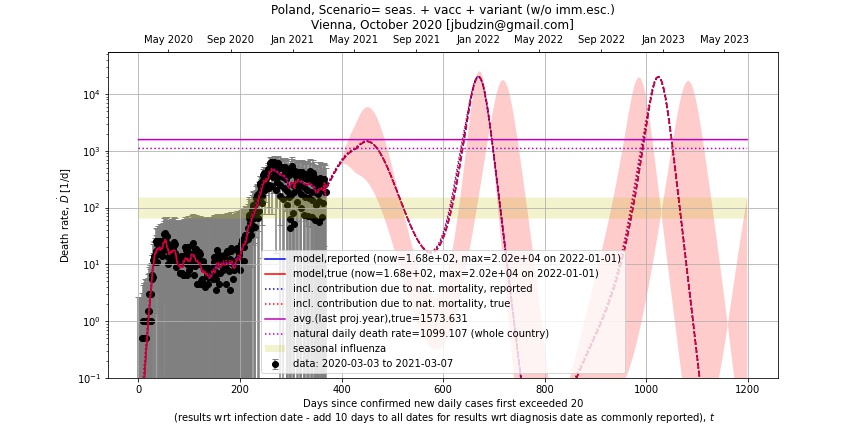 Poland, Scenario= seas. + vacc + variant (w/o imm.esc.)
Vienna, October 2020 [jbudzin@gmail.com]
May 2020 Sep 2020 Jan 2021 May 2021 Sep 2021 Jan 2022 May 2022 Sep 2022 Jan 2023 May 2023
Death rate, D [1/d]
10⁴
10³
10²
10¹
10⁰
10⁻¹
model,reported (now=1.68e+02, max=2.02e+04 on 2022-01-01)
model,true (now=1.68e+02, max=2.02e+04 on 2022-01-01)
incl. contribution due to nat. mortality, reported
incl. contribution due to nat. mortality, true
avg.(last proj.year),true=1573.631
natural daily death rate=1099.107 (whole country)
seasonal influenza
data: 2020-03-03 to 2021-03-07
0 200 400 600 800 1000 1200
Days since confirmed new daily cases first exceeded 20
(results wrt infection date - add 10 days to all dates for results wrt diagnosis date as commonly reported), t